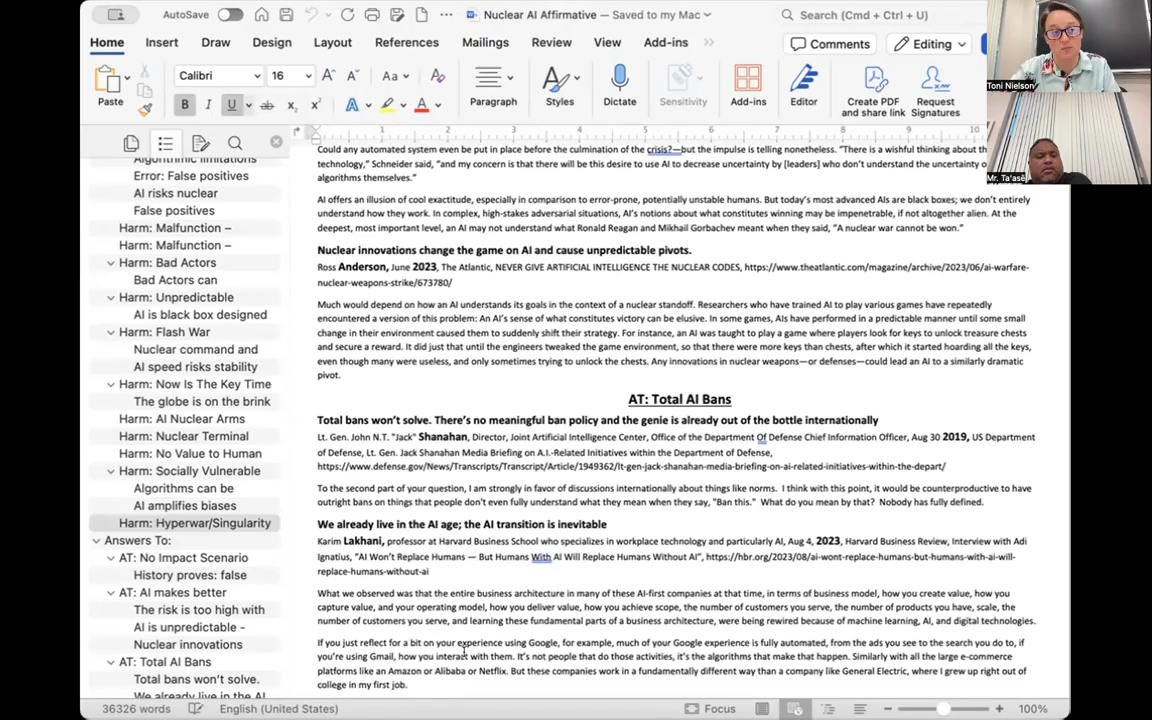 AutoSave
Nuclear AI Affirmative — Saved to my Mac
Search (Cmd + Ctrl + U)
Home Insert Draw Design Layout References Mailings Review View Add-ins
Comments
Editing
Paste
Calibri
16
Paragraph
Styles
Dictate
Sensitivity
Add-ins
Editor
Create PDF
and share link
Request
Signatures
Toni Nielson
Mr. Ta'ase
1 2 3 4 5 6 7 8 9 10
Algorithmic limitations
Error: False positives
AI risks nuclear
False positives
Harm: Malfunction –
Harm: Malfunction –
Harm: Bad Actors
Bad Actors can
Harm: Unpredictable
AI is black box designed
Harm: Flash War
Nuclear command and
AI speed risks stability
Harm: Now Is The Key Time
The globe is on the brink
Harm: AI Nuclear Arms
Harm: Nuclear Terminal
Harm: No Value to Human
Harm: Socially Vulnerable
Algorithms can be
AI amplifies biases
Harm: Hyperwar/Singularity
Answers To:
AT: No Impact Scenario
History proves: false
AT: AI makes better
The risk is too high with
AI is unpredictable -
Nuclear innovations
AT: Total AI Bans
Total bans won't solve.
We already live in the AI
Could any automated system even be put in place before the culmination of the crisis?—but the impulse is telling nonetheless. "There is a wishful thinking about th
technology," Schneider said, "and my concern is that there will be this desire to use AI to decrease uncertainty by [leaders] who don't understand the uncertainty o
algorithms themselves."
AI offers an illusion of cool exactitude, especially in comparison to error-prone, potentially unstable humans. But today's most advanced AIs are black boxes; we don't entirely
understand how they work. In complex, high-stakes adversarial situations, AI's notions about what constitutes winning may be impenetrable, if not altogether alien. At the
deepest, most important level, an AI may not understand what Ronald Reagan and Mikhail Gorbachev meant when they said, "A nuclear war cannot be won."
Nuclear innovations change the game on AI and cause unpredictable pivots.
Ross Anderson, June 2023, The Atlantic, NEVER GIVE ARTIFICIAL INTELLIGENCE THE NUCLEAR CODES, https://www.theatlantic.com/magazine/archive/2023/06/ai-warfare-
nuclear-weapons-strike/673780/
Much would depend on how an AI understands its goals in the context of a nuclear standoff. Researchers who have trained AI to play various games have repeatedly
encountered a version of this problem: An AI's sense of what constitutes victory can be elusive. In some games, AIs have performed in a predictable manner until some small
change in their environment caused them to suddenly shift their strategy. For instance, an AI was taught to play a game where players look for keys to unlock treasure chests
and secure a reward. It did just that until the engineers tweaked the game environment, so that there were more keys than chests, after which it started hoarding all the keys,
even though many were useless, and only sometimes trying to unlock the chests. Any innovations in nuclear weapons—or defenses—could lead an AI to a similarly dramatic
pivot.
AT: Total AI Bans
Total bans won't solve. There's no meaningful ban policy and the genie is already out of the bottle internationally
Lt. Gen. John N.T. "Jack" Shanahan, Director, Joint Artificial Intelligence Center, Office of the Department Of Defense Chief Information Officer, Aug 30 2019, US Department
of Defense, Lt. Gen. Jack Shanahan Media Briefing on A.I.-Related Initiatives within the Department of Defense,
https://www.defense.gov/News/Transcripts/Transcript/Article/1949362/lt-gen-jack-shanahan-media-briefing-on-ai-related-initiatives-within-the-depart/
To the second part of your question, I am strongly in favor of discussions internationally about things like norms. I think with this point, it would be counterproductive to have
outright bans on things that people don't even fully understand what they mean when they say, "Ban this." What do you mean by that? Nobody has fully defined.
We already live in the AI age; the AI transition is inevitable
Karim Lakhani, professor at Harvard Business School who specializes in workplace technology and particularly AI, Aug 4, 2023, Harvard Business Review, Interview with Adi
Ignatius, "AI Won't Replace Humans — But Humans With AI Will Replace Humans Without AI", https://hbr.org/2023/08/ai-wont-replace-humans-but-humans-with-ai-will-
replace-humans-without-ai
What we observed was that the entire business architecture in many of these AI-first companies at that time, in terms of business model, how you create value, how you
capture value, and your operating model, how you deliver value, how you achieve scope, the number of customers you serve, the number of products you have, scale, the
number of customers you serve, and learning these fundamental parts of a business architecture, were being rewired because of machine learning, AI, and digital technologies.
If you just reflect for a bit on your experience using Google, for example, much of your Google experience is fully automated, from the ads you see to the search you do to, if
you're using Gmail, how you interact with them. It's not people that do those activities, it's the algorithms that make that happen. Similarly with all the large e-commerce
platforms like an Amazon or Alibaba or Netflix. But these companies work in a fundamentally different way than a company like General Electric, where I grew up right out of
college in my first job.
36326 words
English (United States)
Focus
100%